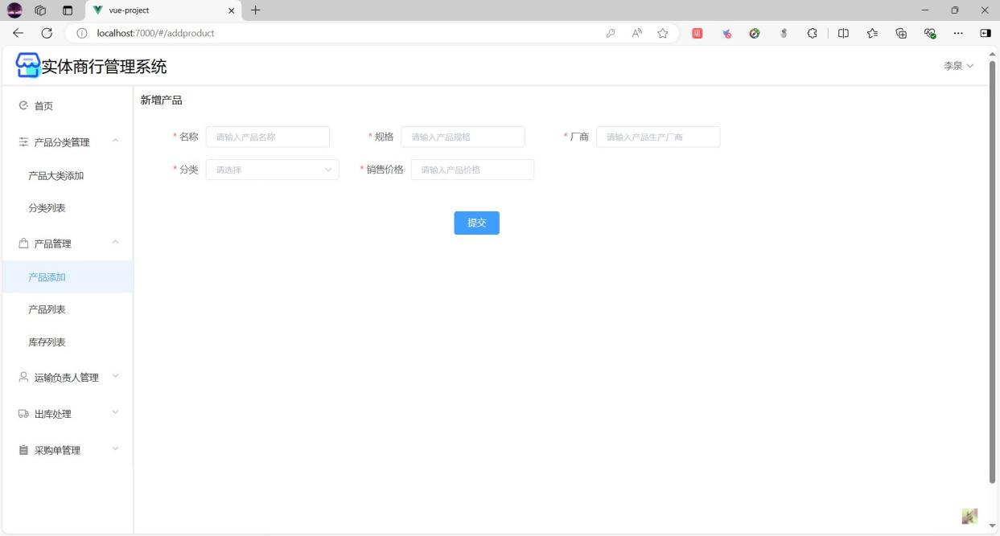 vue-project
localhost:7000/#/addproduct
实体商行管理系统
李泉
首页
产品分类管理
产品大类添加
分类列表
产品管理
产品添加
产品列表
库存列表
运输负责人管理
出库处理
采购单管理
新增产品
* 名称 请输入产品名称 * 规格 请输入产品规格 * 厂商 请输入产品生产厂商
* 分类 请选择 * 销售价格 请输入产品价格
提交